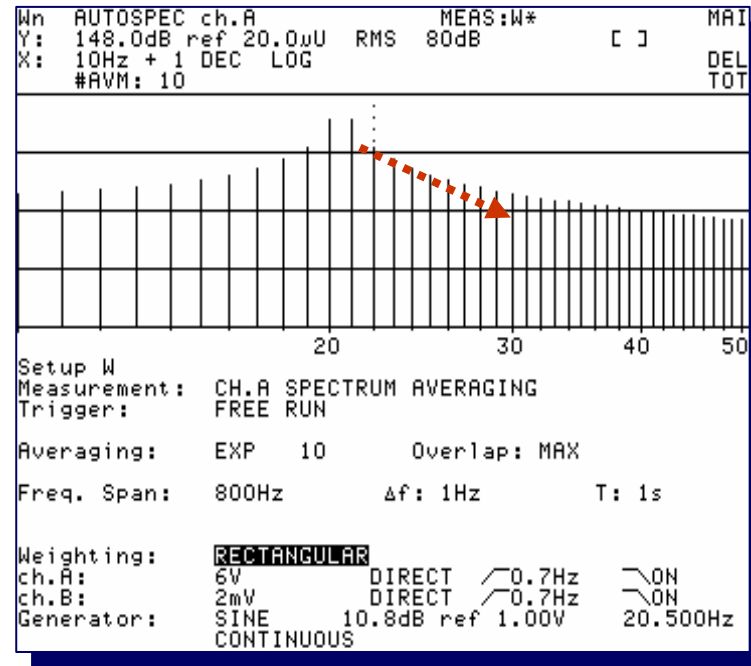 Wn AUTOSPEC ch.A MEAS:W* MAI
Y: 148.0dB ref 20.0uU RMS 80dB [ ]
X: 10Hz + 1 DEC LOG DEL
#AVM: 10 TOT
20 30 40 50
Setup W
Measurement: CH.A SPECTRUM AVERAGING
Trigger: FREE RUN
Averaging: EXP 10 Overlap: MAX
Freq. Span: 800Hz Δf: 1Hz T: 1s
Weighting: RECTANGULAR
ch.A: 6V DIRECT 0.7Hz ON
ch.B: 2mV DIRECT 0.7Hz ON
Generator: SINE 10.8dB ref 1.00V 20.500Hz
CONTINUOUS